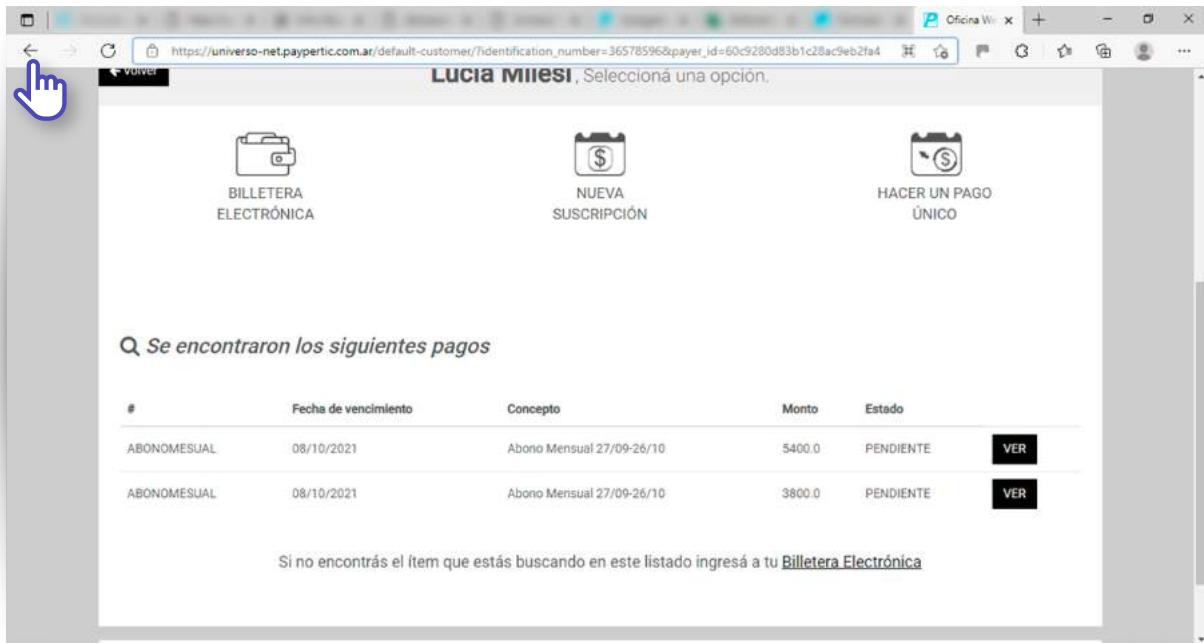 Oficina W
https://universo-net.paypertic.com.ar/default-customer/?identification_number=36578596&payer_id=60c9280d83b1c28ac9eb2fa4
Volver
Lucia Milesi, Seleccioná una opción.
BILLETERA
ELECTRÓNICA
NUEVA
SUSCRIPCIÓN
HACER UN PAGO
ÚNICO
Se encontraron los siguientes pagos
# Fecha de vencimiento Concepto Monto Estado
ABONOMESUAL 08/10/2021 Abono Mensual 27/09-26/10 5400.0 PENDIENTE VER
ABONOMESUAL 08/10/2021 Abono Mensual 27/09-26/10 3800.0 PENDIENTE VER
Si no encontrás el ítem que estás buscando en este listado ingresá a tu Billetera Electrónica